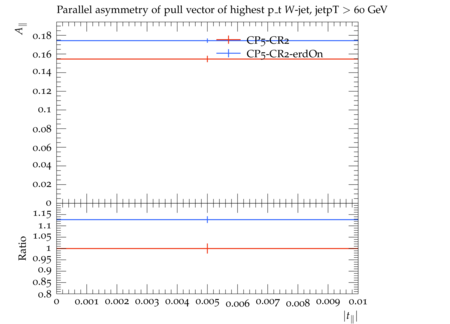 Parallel asymmetry of pull vector of highest p_t W-jet, jetpT > 60 GeV
A∥
0.18
0.16
0.14
0.12
0.1
0.08
0.06
0.04
0.02
0
CP5-CR2
CP5-CR2-erdOn
Ratio
1.15
1.1
1.05
1
0.95
0.9
0.85
0.8
0 0.001 0.002 0.003 0.004 0.005 0.006 0.007 0.008 0.009 0.01
|t∥|